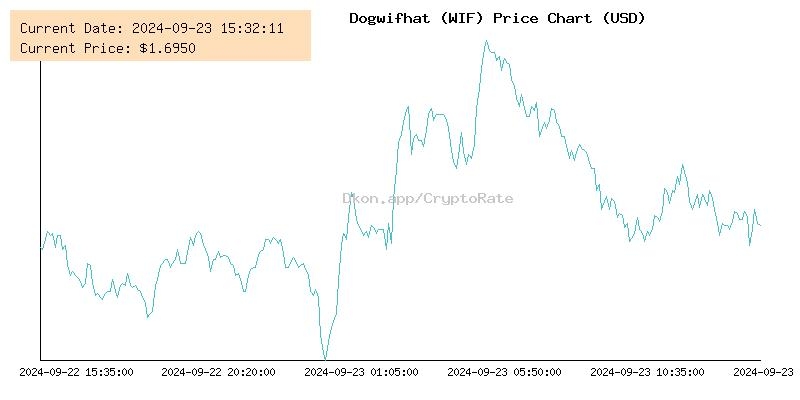 Dogwifhat (WIF) Price Chart (USD)
Current Date: 2024-09-23 15:32:11
Current Price: $1.6950
Dkon.app/CryptoRate
2024-09-22 15:35:00 2024-09-22 20:20:00 2024-09-23 01:05:00 2024-09-23 05:50:00 2024-09-23 10:35:00 2024-09-23